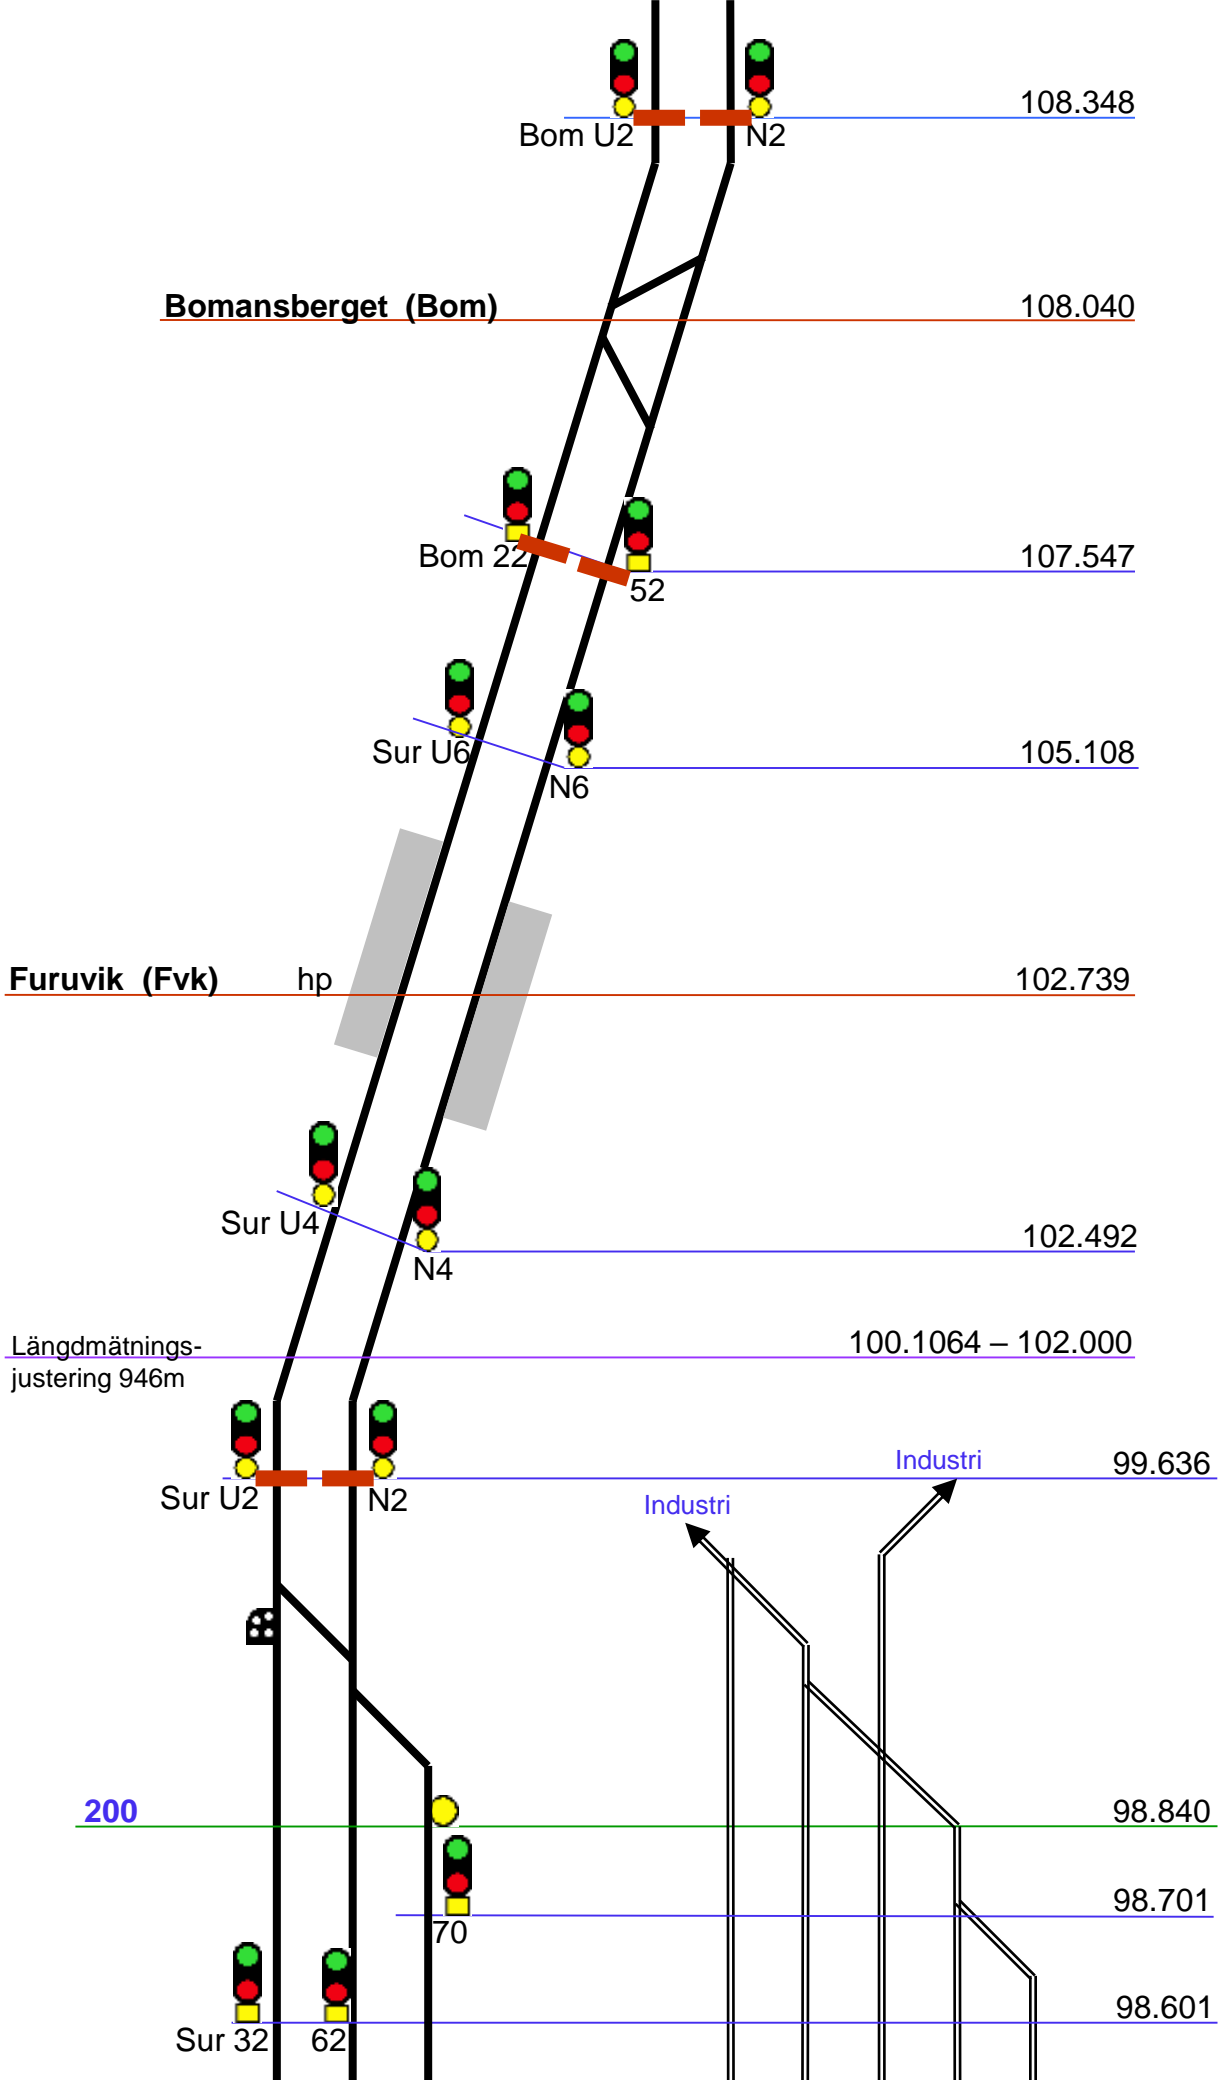 108.348
Bom U2 N2
Bomansberget (Bom) 108.040
Bom 22 107.547
52
Sur U6 105.108
N6
Furuvik (Fvk) hp 102.739
Sur U4 102.492
N4
Längdmätnings- 100.1064 – 102.000
justering 946m
Industri 99.636
Sur U2 N2 Industri
200 98.840
98.701
70
98.601
Sur 32 62